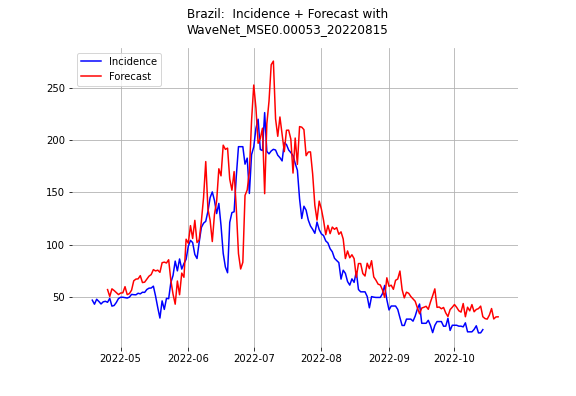 Brazil:  Incidence + Forecast with
WaveNet_MSE0.00053_20220815
Incidence
Forecast
250
200
150
100
50
2022-05
2022-06
2022-07
2022-08
2022-09
2022-10